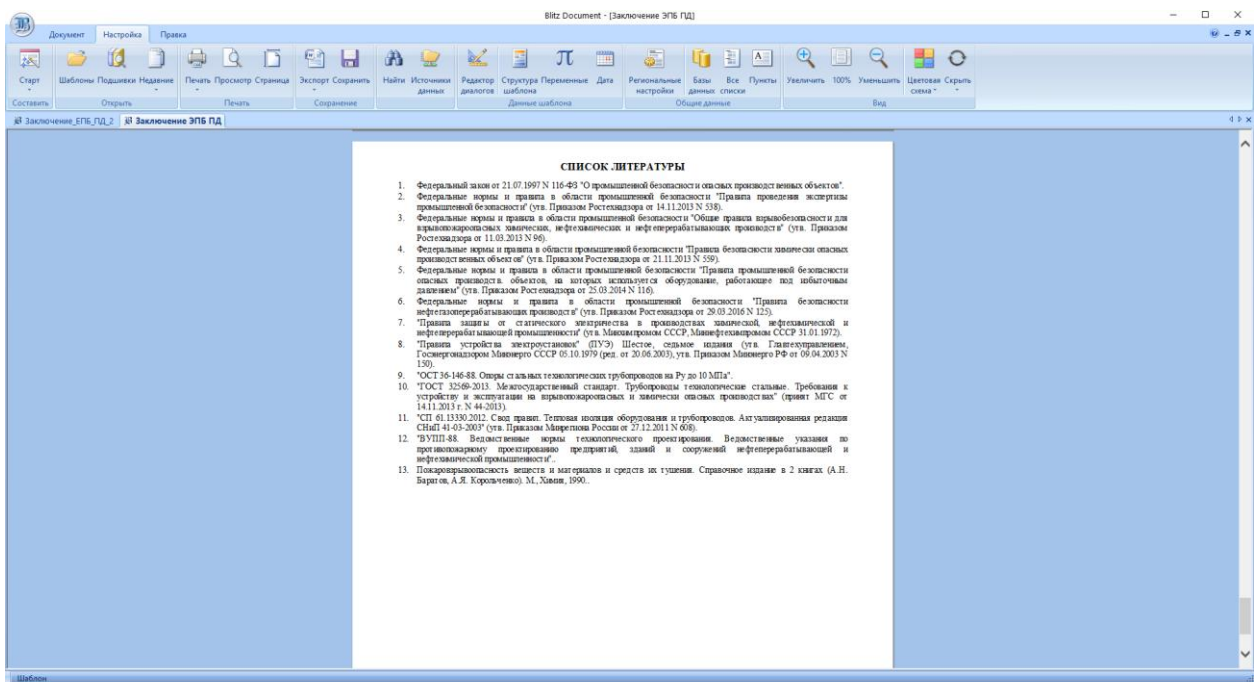 Blitz Document - [Заключение ЭПБ ПД]
Документ Настройка Правка
Старт Шаблоны Подшивки Недавние Печать Просмотр Страница Экспорт Сохранить Найти Источники данных Редактор диалогов Структура шаблона Переменные Дата Региональные настройки Базы данных Все списки Пункты Увеличить 100% Уменьшить Цветовая схема Скрыть
Составить Открыть Печать Сохранение Данные шаблона Общие данные Вид
Заключение_ЕПБ_ПД_2 Заключение ЭПБ ПД
СПИСОК ЛИТЕРАТУРЫ
1. Федеральный закон от 21.07.1997 N 116-ФЗ "О промышленной безопасности опасных производственных объектов".
2. Федеральные нормы и правила в области промышленной безопасности "Правила проведения экспертизы
промышленной безопасности" (утв. Приказом Ростехнадзора от 14.11.2013 N 538).
3. Федеральные нормы и правила в области промышленной безопасности "Общие правила взрывобезопасности для
взрывопожароопасных химических, нефтехимических и нефтеперерабатывающих производств" (утв. Приказом
Ростехнадзора от 11.03.2013 N 96).
4. Федеральные нормы и правила в области промышленной безопасности "Правила безопасности химически опасных
производственных объектов" (утв. Приказом Ростехнадзора от 21.11.2013 N 559).
5. Федеральные нормы и правила в области промышленной безопасности "Правила промышленной безопасности
опасных производств. объектов, на которых используется оборудование, работающее под избыточным
давлением" (утв. Приказом Ростехнадзора от 25.03.2014 N 116).
6. Федеральные нормы и правила в области промышленной безопасности "Правила безопасности
нефтегазоперерабатывающих производств" (утв. Приказом Ростехнадзора от 29.03.2016 N 125).
7. "Правила защиты от статического электричества в производствах химической, нефтехимической и
нефтеперерабатывающей промышленности" (утв. Минхимпромом СССР, Миннефтехимпромом СССР 31.01.1972).
8. "Правила устройства электроустановок" (ПУЭ) Шестое, седьмое издания (утв. Главтехуправлением,
Госэнергонадзором Минэнерго СССР 05.10.1979 (ред. от 20.06.2003), утв. Приказом Минэнерго РФ от 09.04.2003 N
150).
9. "ОСТ 36-146-88. Опоры стальных технологических трубопроводов на Ру до 10 МПа".
10. "ГОСТ 32569-2013. Межгосударственный стандарт. Трубопроводы технологические стальные. Требования к
устройству и эксплуатации на взрывопожароопасных и химически опасных производствах" (принят МГС от
14.11.2013 г. N 44-2013).
11. "СП 61.13330.2012. Свод правил. Тепловая изоляция оборудования и трубопроводов. Актуализированная редакция
СНиП 41-03-2003" (утв. Приказом Минрегиона России от 27.12.2011 N 608).
12. "ВУПП-88. Ведомственные нормы технологического проектирования. Ведомственные указания по
противопожарному проектированию предприятий, зданий и сооружений нефтеперерабатывающей и
нефтехимической промышленности"..
13. Пожаровзрывоопасность веществ и материалов и средств их тушения. Справочное издание в 2 книгах (А.Н.
Баратов, А.Я. Корольченко). М., Химия, 1990..
Шаблон